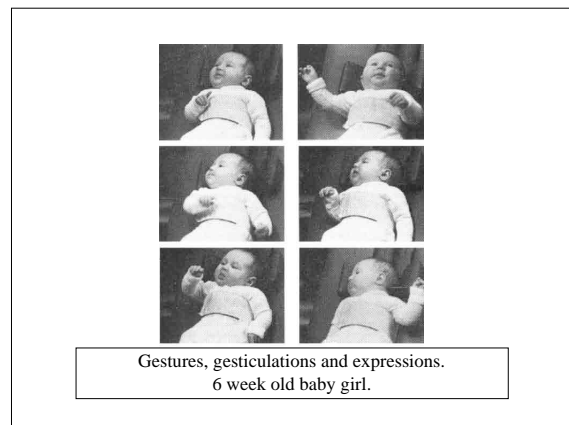 Gestures, gesticulations and expressions.
6 week old baby girl.